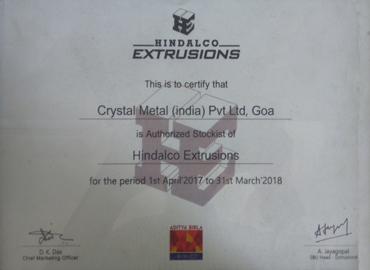 HINDALCO
EXTRUSIONS
This is to certify that
Crystal Metal (india) Pvt Ltd, Goa
is Authorized Stockist of
Hindalco Extrusions
for the period 1st April'2017 to 31st March'2018
D. K. Das
Chief Marketing Officer
ADITYA BIRLA
A. Jayagopal
Head - Extrusions